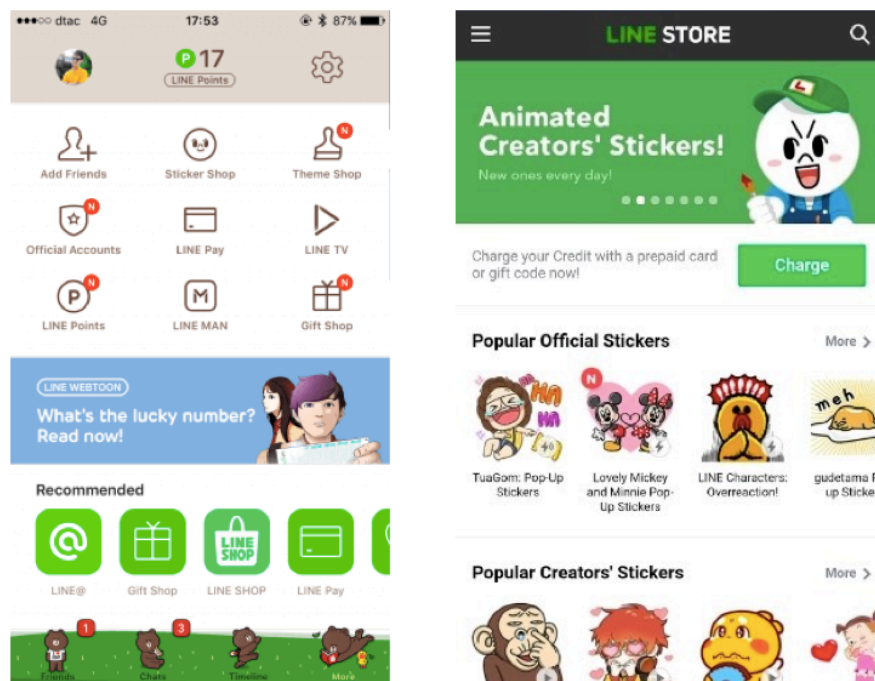 dtac 4G
17:53
87%
P 17
LINE Points
Add Friends
Sticker Shop
N
Theme Shop
N
Official Accounts
LINE Pay
LINE TV
N
P
LINE Points
M
LINE MAN
N
Gift Shop
LINE WEBTOON
What's the lucky number?
Read now!
Recommended
@
LINE@
Gift Shop
LINE
SHOP
LINE SHOP
LINE Pay
1
Friends
3
Chats
Timeline
More
LINE STORE
L
Animated
Creators' Stickers!
New ones every day!
Charge your Credit with a prepaid card
or gift code now!
Charge
Popular Official Stickers
More >
HA
HA
N
meh
TuaGom: Pop-Up
Stickers
Lovely Mickey
and Minnie Pop-
Up Stickers
LINE Characters:
Overreaction!
gudetama
up
Popular Creators' Stickers
More >